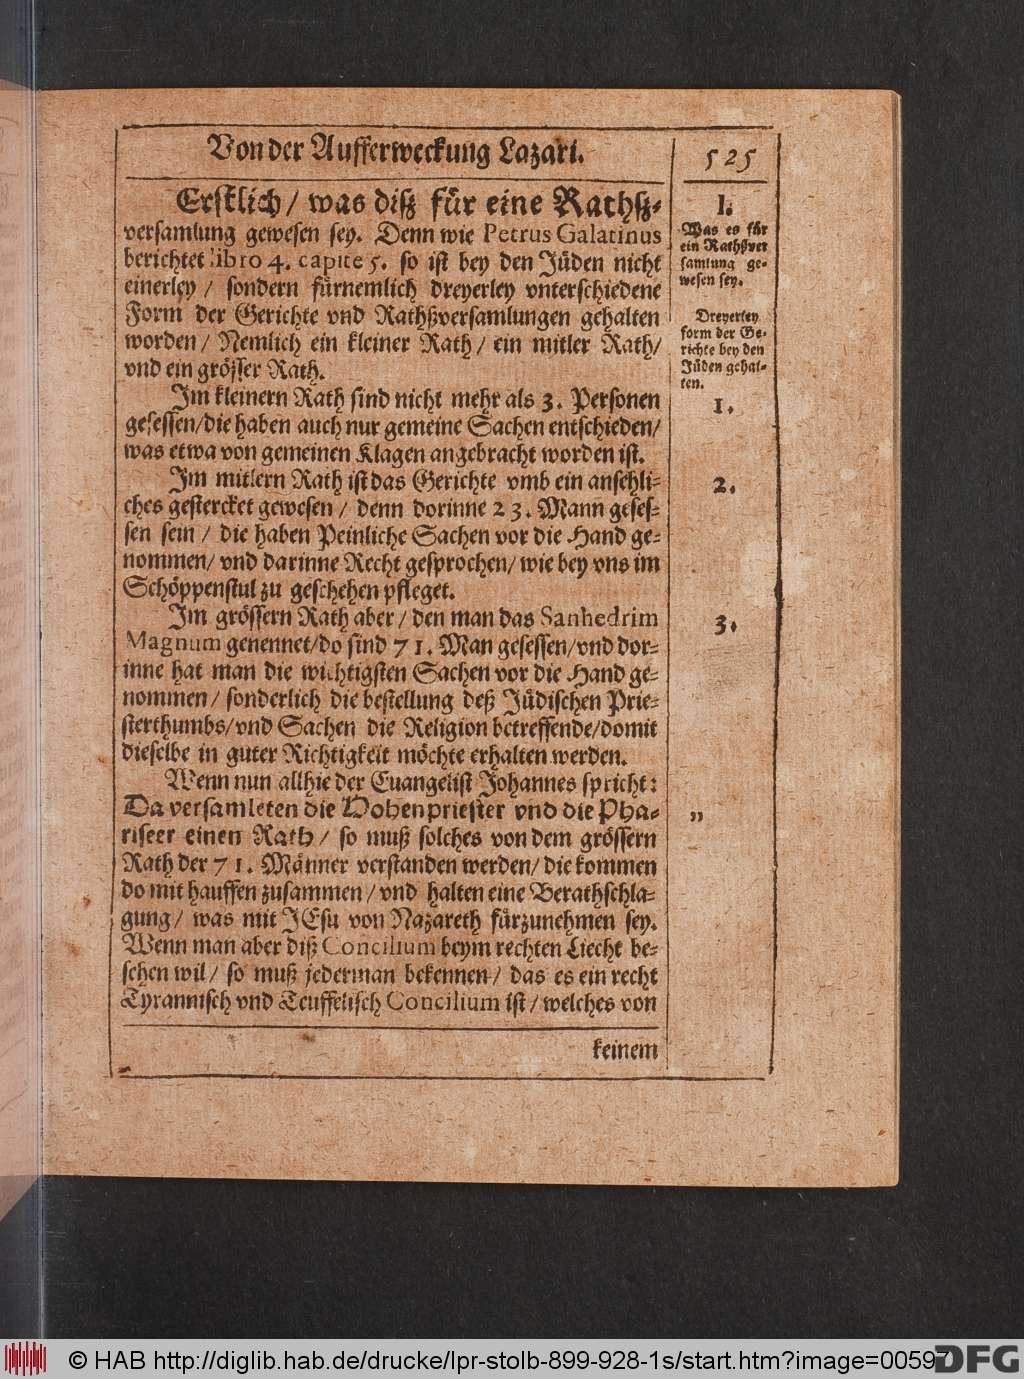 Von der Aufferweckung Lazari.
525
Erstlich / was diß für eine Rathß-
versamlung gewesen sey. Denn wie Petrus Galatinus
berichtet libro 4. capite 5. so ist bey den Jüden nicht
einerley / sondern fürnemlich dreyerley vnterschiedene
Form der Gerichte vnd Rathßversamlungen gehalten
worden / Nemlich ein kleiner Rath / ein mitler Rath/
vnd ein grösser Rath.
Im kleinern Rath sind nicht mehr als 3. Personen
gesessen/die haben auch nur gemeine Sachen entschieden/
was etwa von gemeinen Klagen angebracht worden ist.
Im mitlern Rath ist das Gerichte vmb ein ansehli-
ches gestercket gewesen / denn dorinne 23. Mann geses-
sen sein / die haben Peinliche Sachen vor die Hand ge-
nommen/ vnd darinne Recht gesprochen/ wie bey vns im
Schöppenstul zu geschehen pfleget.
Im grössern Rath aber / den man das Sanhedrim
Magnum genennet/do sind 71. Man gesessen/vnd dor-
inne hat man die wichtigsten Sachen vor die Hand ge-
nommen / sonderlich die bestellung deß Jüdischen Prie-
sterthumbs/vnd Sachen die Religion betreffende/domit
dieselbe in guter Richtigkeit möchte erhalten werden.
Wenn nun allhie der Euangelist Johannes spricht:
Da versamleten die Hohenpriester vnd die Pha-
riseer einen Rath / so muß solches von dem grössern
Rath der 71. Männer verstanden werden/ die kommen
do mit hauffen zusammen / vnd halten eine Berathschla-
gung/ was mit JEsu von Nazareth fürzunehmen sey.
Wenn man aber diß Concilium beym rechten Liecht be-
sehen wil/ so muß jederman bekennen/ das es ein recht
Tyrannisch vnd Teuffelisch Concilium ist / welches von
keinem
I.
Was es für
ein Rathßver
samlung ge-
wesen sey.
Dreyerley
form der Ge-
richte bey den
Jüden gehal-
ten.
1.
2.
3.
"
© HAB http://diglib.hab.de/drucke/lpr-stolb-899-928-1s/start.htm?image=00597
DFG